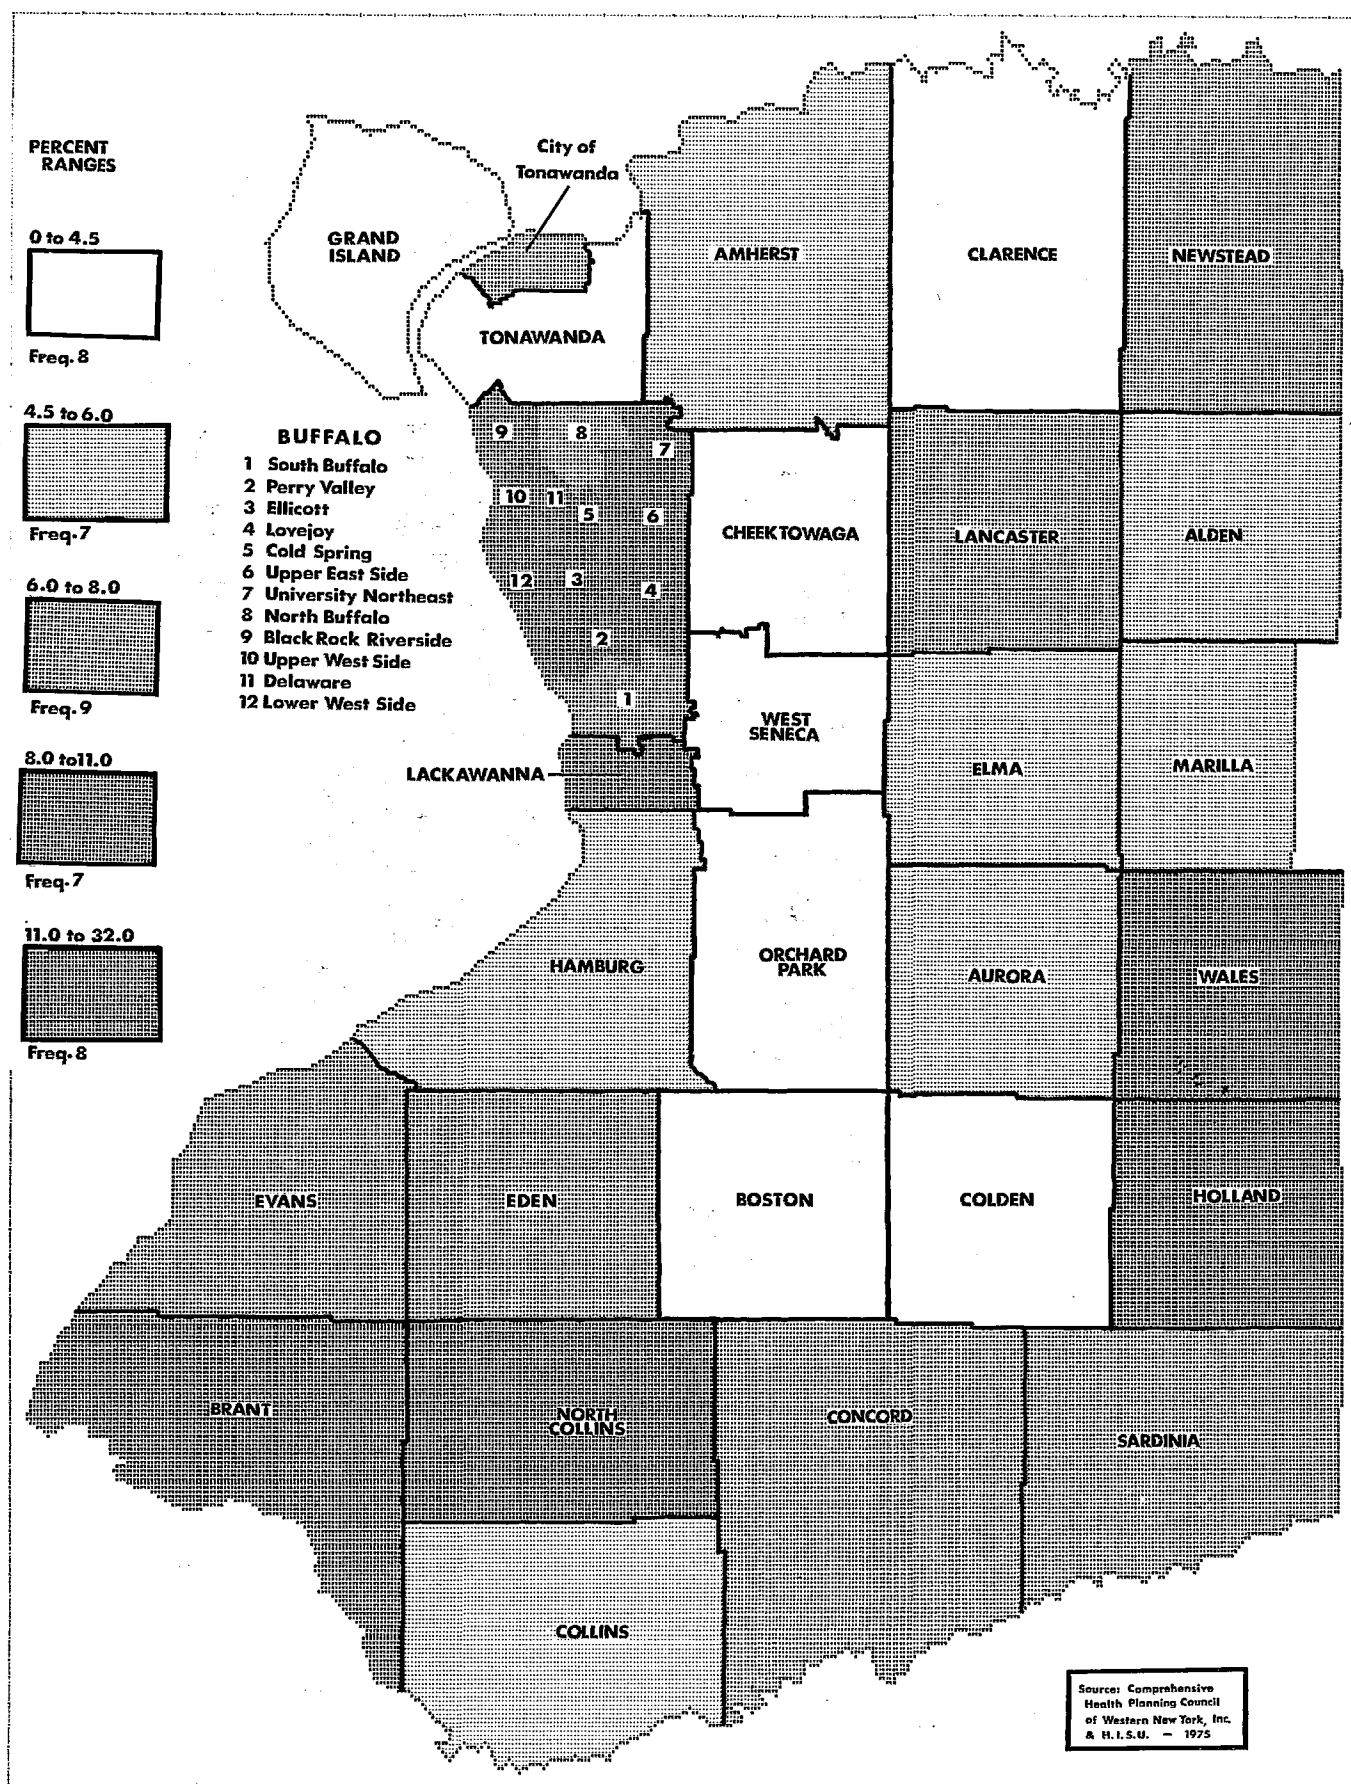 PERCENT
RANGES
0 to 4.5
Freq. 8
4.5 to 6.0
Freq. 7
6.0 to 8.0
Freq. 9
8.0 to 11.0
Freq. 7
11.0 to 32.0
Freq. 8
City of
Tonawanda
GRAND
ISLAND
TONAWANDA
AMHERST
CLARENCE
NEWSTEAD
BUFFALO
1 South Buffalo
2 Perry Valley
3 Ellicott
4 Lovejoy
5 Cold Spring
6 Upper East Side
7 University Northeast
8 North Buffalo
9 Black Rock Riverside
10 Upper West Side
11 Delaware
12 Lower West Side
9
8
7
10
11
5
6
12
3
4
2
1
CHEEKTOWAGA
LANCASTER
ALDEN
WEST
SENECA
LACKAWANNA
ELMA
MARILLA
HAMBURG
ORCHARD
PARK
AURORA
WALES
EVANS
EDEN
BOSTON
COLDEN
HOLLAND
BRANT
NORTH
COLLINS
CONCORD
SARDINIA
COLLINS
Source: Comprehensive
Health Planning Council
of Western New York, Inc.
& H.I.S.U. — 1975